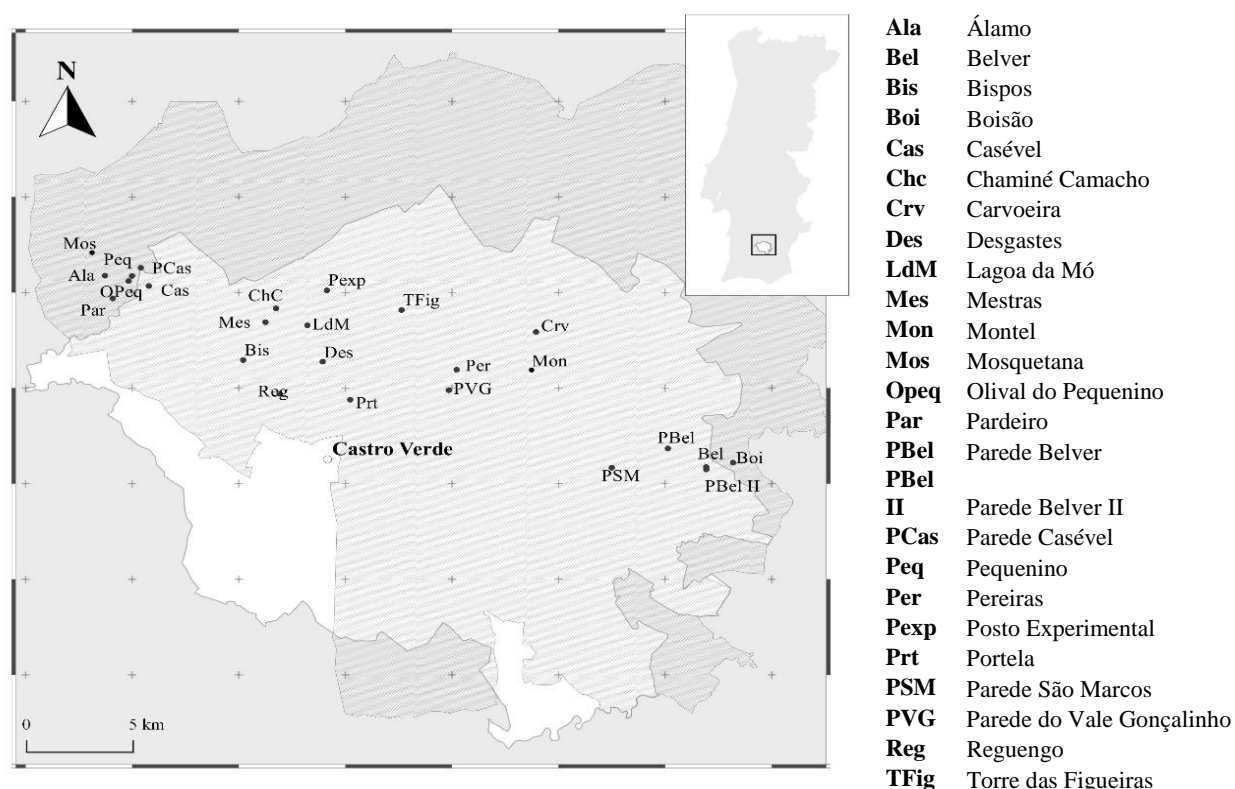 N
Mos
Peq
PCas
Ala
OPeq
Cas
Par
Pexp
ChC
TFig
Mes
LdM
Crv
Bis
Des
Per
Mon
Reg
PVG
Prt
Castro Verde
PBel
Bel
Boi
PSM
PBel II
0 5 km
Ala Álamo
Bel Belver
Bis Bispos
Boi Boisão
Cas Casével
Chc Chaminé Camacho
Crv Carvoeira
Des Desgastes
LdM Lagoa da Mó
Mes Mestras
Mon Montel
Mos Mosquetana
Opeq Olival do Pequenino
Par Pardeiro
PBel Parede Belver
PBel
II Parede Belver II
PCas Parede Casével
Peq Pequenino
Per Pereiras
Pexp Posto Experimental
Prt Portela
PSM Parede São Marcos
PVG Parede do Vale Gonçalinho
Reg Reguengo
TFig Torre das Figueiras